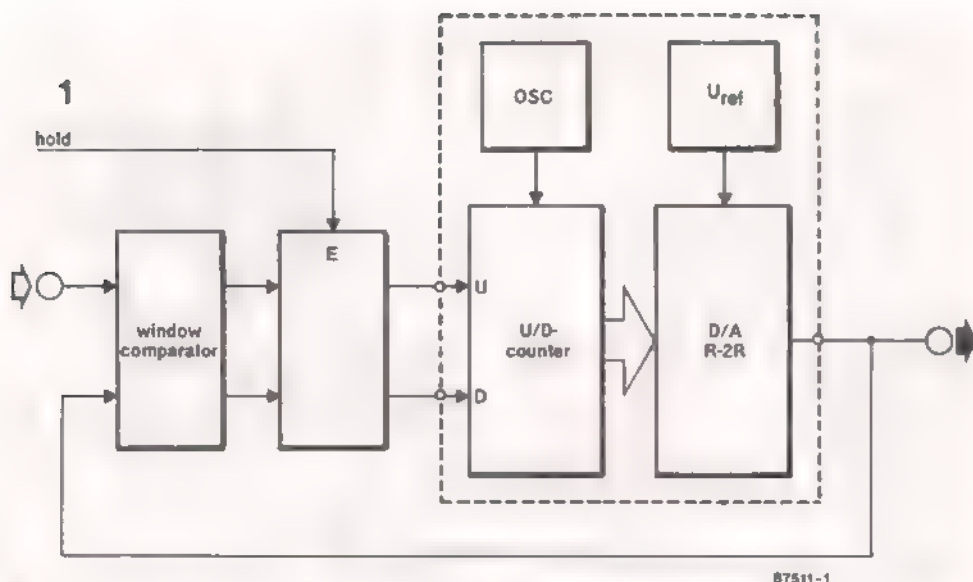 1
hold
OSC
Uref
E
window
comparator
U
D
U/D-
counter
D/A
R-2R
87511-1